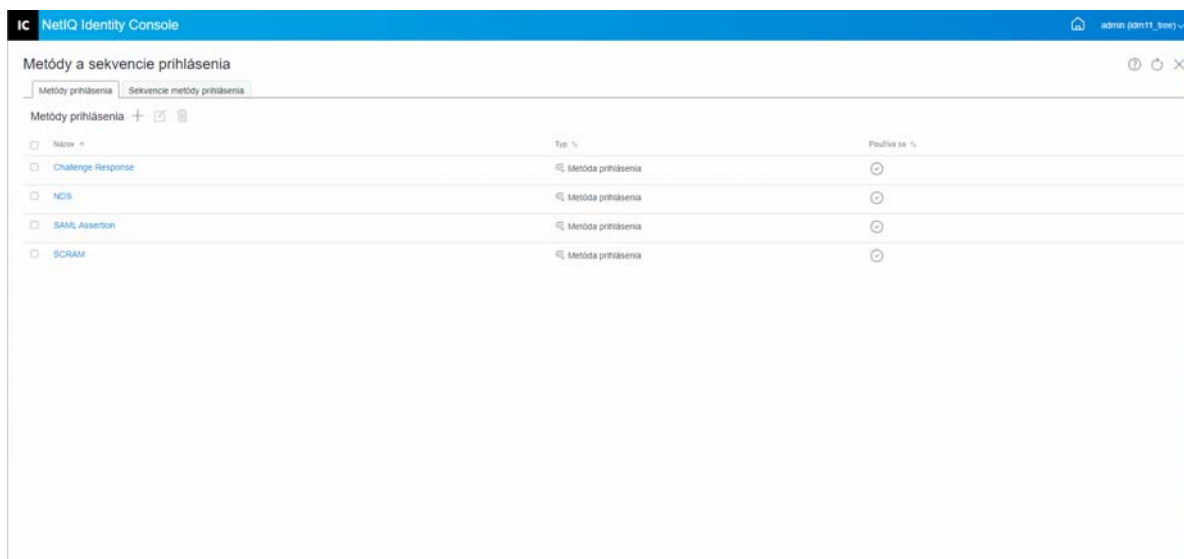 IC NetIQ Identity Console admin (idm11_tree)
Metódy a sekvencie prihlásenia
Metódy prihlásenia Sekvencie metódy prihlásenia
Metódy prihlásenia
Názov Typ Používa sa
Challenge Response Metóda prihlásenia
NDS Metóda prihlásenia
SAML Assertion Metóda prihlásenia
SCRAM Metóda prihlásenia